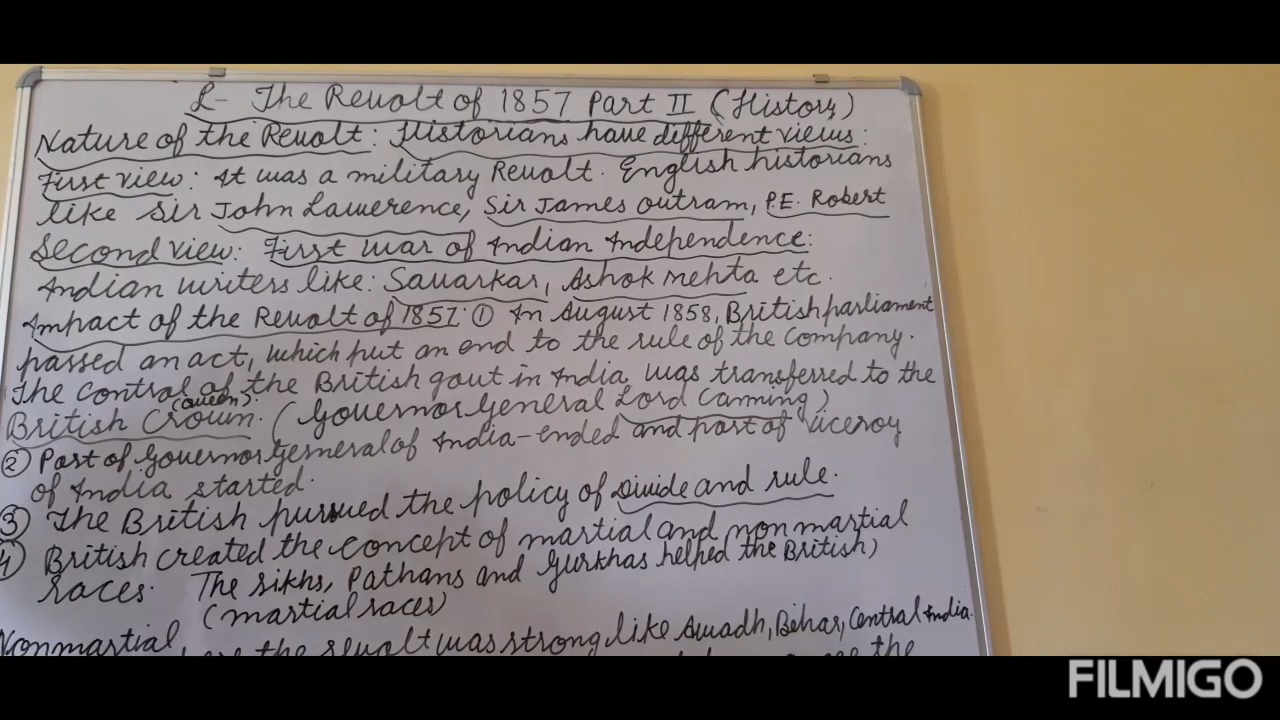 L- The Revolt of 1857 Part II (History)
Nature of the Revolt: Historians have different views:
First view: It was a military Revolt. English historians
like Sir John Lawerence, Sir James Outram, P.E. Robert
Second view: First war of Indian Independence:
Indian writers like: Savarkar, Ashok mehta etc.
Impact of the Revolt of 1857: ① In August 1858, British parliament
passed an act, which put an end to the rule of the Company.
The control of the British govt in India was transferred to the
(Queen)
British Crown. (Governor General Lord Canning)
② Post of Governor General of India-ended and post of Viceroy
of India started.
③ The British pursued the policy of Divide and rule.
④ British created the concept of martial and non martial
races. The Sikhs, Pathans and Gurkhas helped the British)
(martial races)
Nonmartial, the revolt was strong like Awadh, Bihar, Central India.
the
FILMIGO